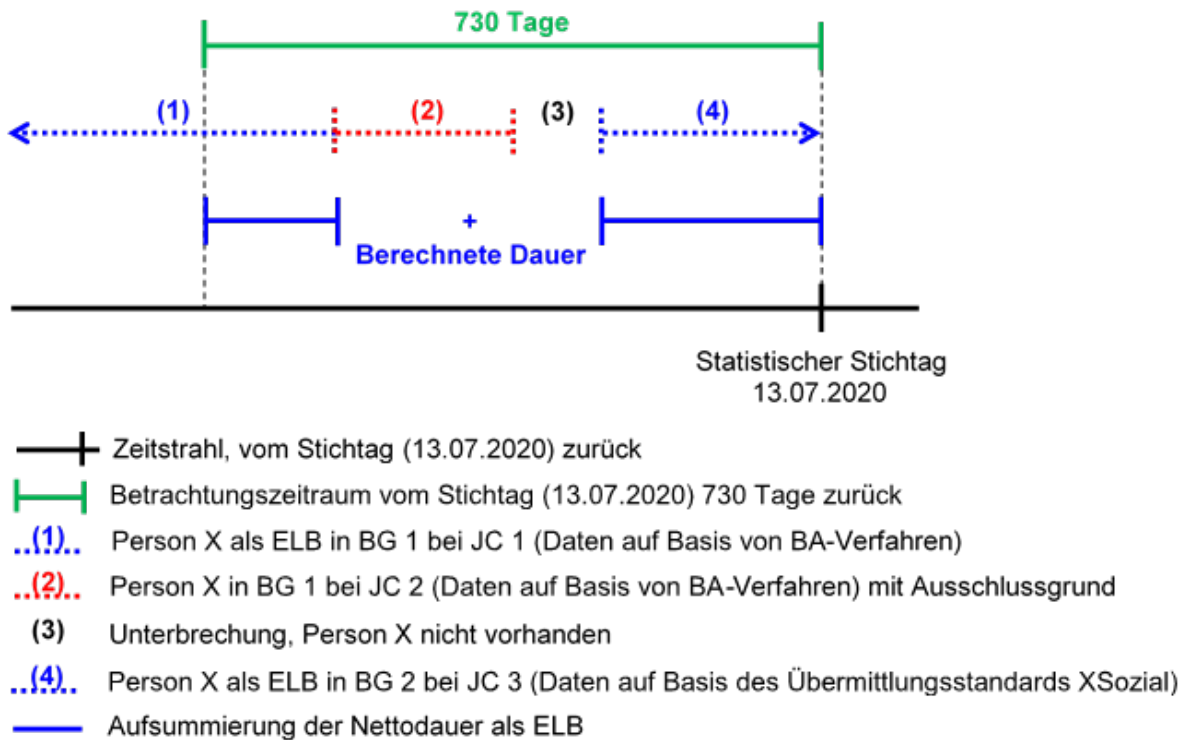 730 Tage
(1) (2) (3) (4)
+
Berechnete Dauer
Statistischer Stichtag
13.07.2020
Zeitstrahl, vom Stichtag (13.07.2020) zurück
Betrachtungszeitraum vom Stichtag (13.07.2020) 730 Tage zurück
(1) Person X als ELB in BG 1 bei JC 1 (Daten auf Basis von BA-Verfahren)
(2) Person X in BG 1 bei JC 2 (Daten auf Basis von BA-Verfahren) mit Ausschlussgrund
(3) Unterbrechung, Person X nicht vorhanden
(4) Person X als ELB in BG 2 bei JC 3 (Daten auf Basis des Übermittlungsstandards XSozial)
Aufsummierung der Nettodauer als ELB